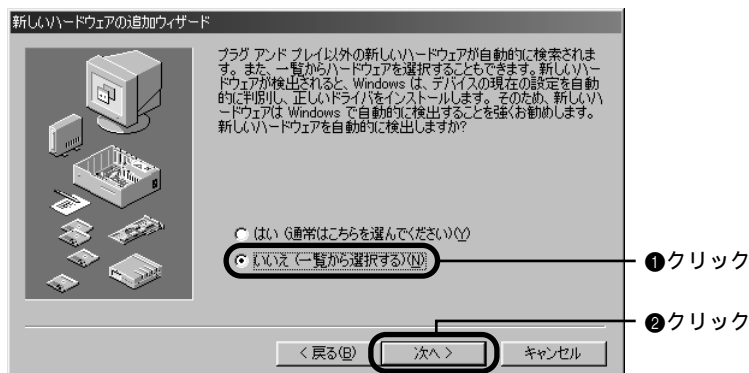 新しいハードウェアの追加ウィザード
プラグ アンド プレイ以外の新しいハードウェアが自動的に検索されま
す。また、一覧からハードウェアを選択することもできます。新しいハー
ドウェアが検出されると、Windows は、デバイスの現在の設定を自動
的に判別し、正しいドライバをインストールします。そのため、新しいハ
ードウェアは Windows で自動的に検出することを強くお勧めします。
新しいハードウェアを自動的に検出しますか?
はい (通常はこちらを選んでください)(Y)
いいえ (一覧から選択する)(N)
❶クリック
❷クリック
< 戻る(B)
次へ >
キャンセル